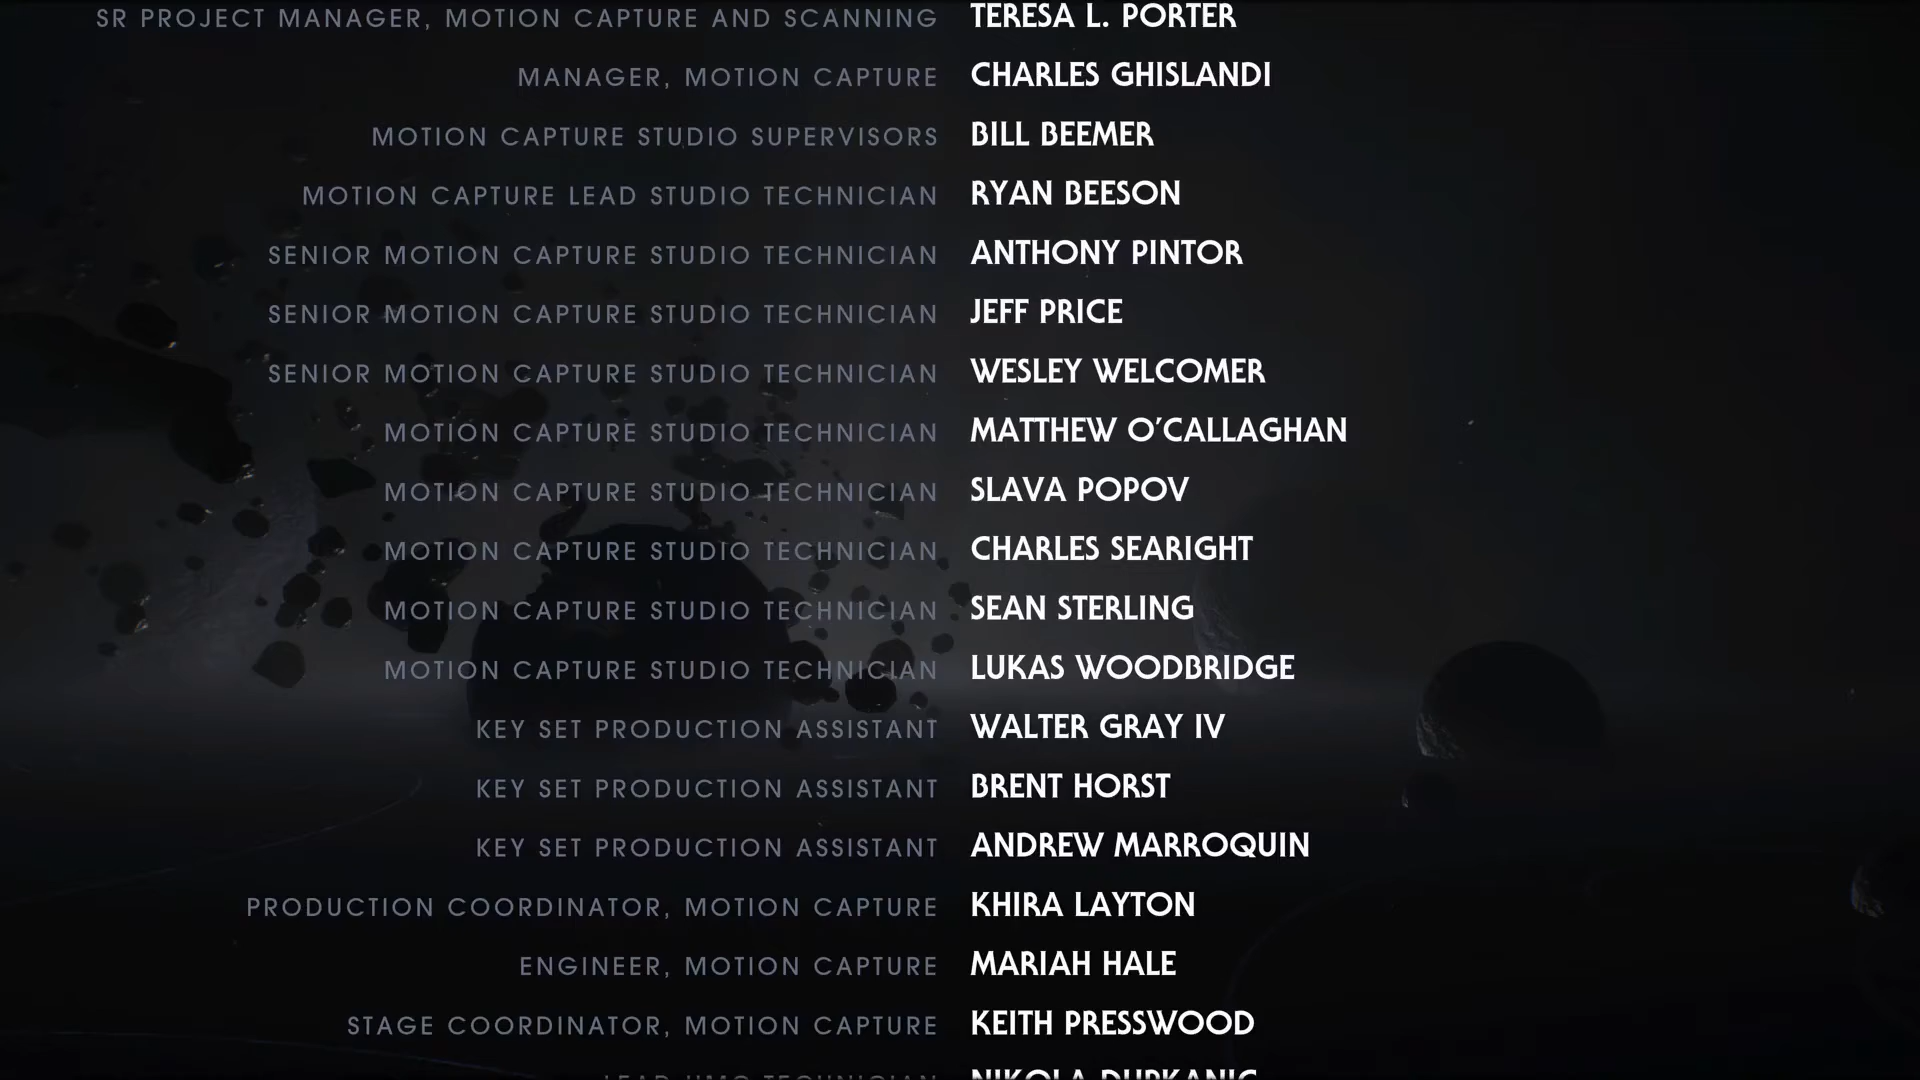 SR PROJECT MANAGER, MOTION CAPTURE AND SCANNING TERESA L. PORTER
MANAGER, MOTION CAPTURE CHARLES GHISLANDI
MOTION CAPTURE STUDIO SUPERVISORS BILL BEEMER
MOTION CAPTURE LEAD STUDIO TECHNICIAN RYAN BEESON
SENIOR MOTION CAPTURE STUDIO TECHNICIAN ANTHONY PINTOR
SENIOR MOTION CAPTURE STUDIO TECHNICIAN JEFF PRICE
SENIOR MOTION CAPTURE STUDIO TECHNICIAN WESLEY WELCOMER
MOTION CAPTURE STUDIO TECHNICIAN MATTHEW O'CALLAGHAN
MOTION CAPTURE STUDIO TECHNICIAN SLAVA POPOV
MOTION CAPTURE STUDIO TECHNICIAN CHARLES SEARIGHT
MOTION CAPTURE STUDIO TECHNICIAN SEAN STERLING
MOTION CAPTURE STUDIO TECHNICIAN LUKAS WOODBRIDGE
KEY SET PRODUCTION ASSISTANT WALTER GRAY IV
KEY SET PRODUCTION ASSISTANT BRENT HORST
KEY SET PRODUCTION ASSISTANT ANDREW MARROQUIN
PRODUCTION COORDINATOR, MOTION CAPTURE KHIRA LAYTON
ENGINEER, MOTION CAPTURE MARIAH HALE
STAGE COORDINATOR, MOTION CAPTURE KEITH PRESSWOOD
LEAD TECHNICIAN NIKOLA